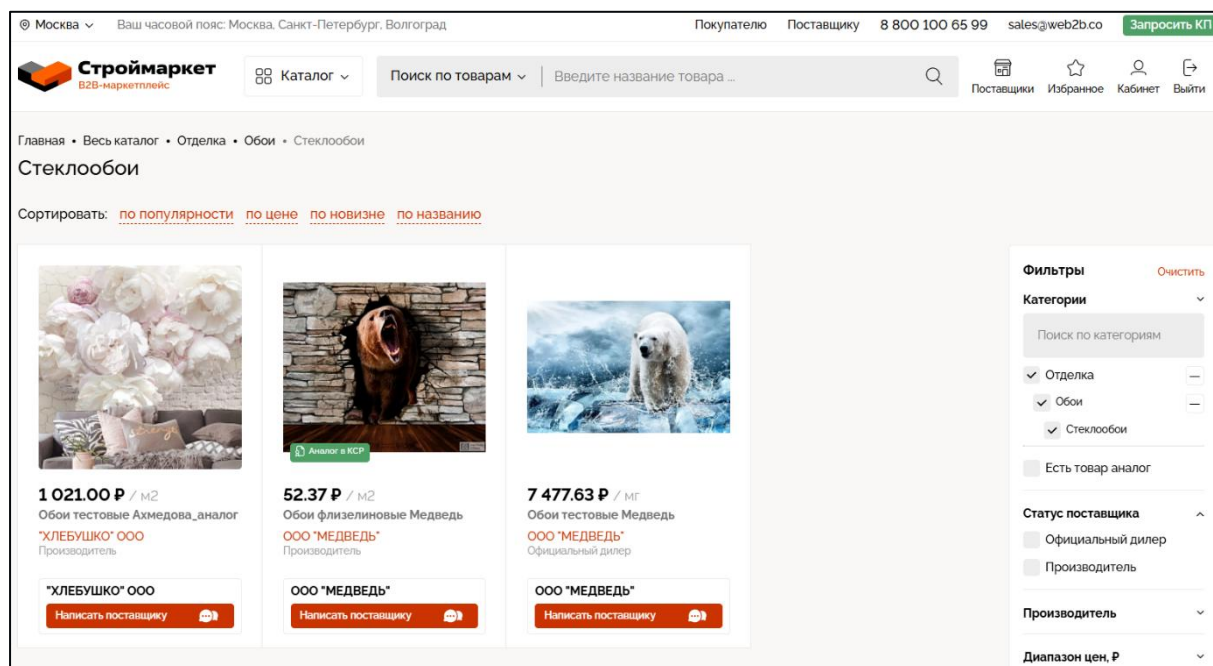 Москва Ваш часовой пояс: Москва, Санкт-Петербург, Волгоград Покупателю Поставщику 8 800 100 65 99 sales@web2b.co Запросить КП
Строймаркет
B2B-маркетплейс
Каталог Поиск по товарам Введите название товара ...
Поставщики Избранное Кабинет Выйти
Главная • Весь каталог • Отделка • Обои • Стеклообои
Стеклообои
Сортировать: по популярности по цене по новизне по названию
Аналог в КСР
1 021.00 ₽ / м2
Обои тестовые Ахмедова_аналог
"ХЛЕБУШКО" ООО
Производитель
"ХЛЕБУШКО" ООО
Написать поставщику
52.37 ₽ / м2
Обои флизелиновые Медведь
ООО "МЕДВЕДЬ"
Производитель
ООО "МЕДВЕДЬ"
Написать поставщику
7 477.63 ₽ / мг
Обои тестовые Медведь
ООО "МЕДВЕДЬ"
Официальный дилер
ООО "МЕДВЕДЬ"
Написать поставщику
Фильтры Очистить
Категории
Поиск по категориям
Отделка
Обои
Стеклообои
Есть товар аналог
Статус поставщика
Официальный дилер
Производитель
Производитель
Диапазон цен, ₽